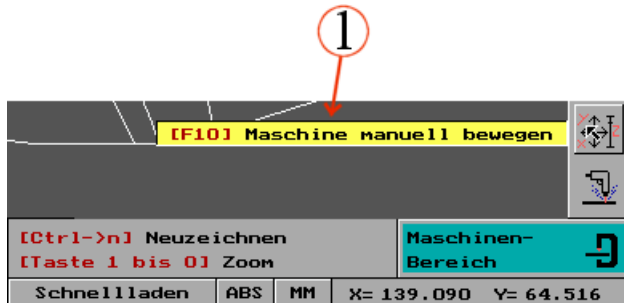 1
[F10] Maschine manuell bewegen
Y
X
Z
[Ctrl->n] Neuzeichnen
[Taste 1 bis 0] Zoom
Maschinen-
Bereich
Schnellladen ABS MM X= 139.090 Y= 64.516